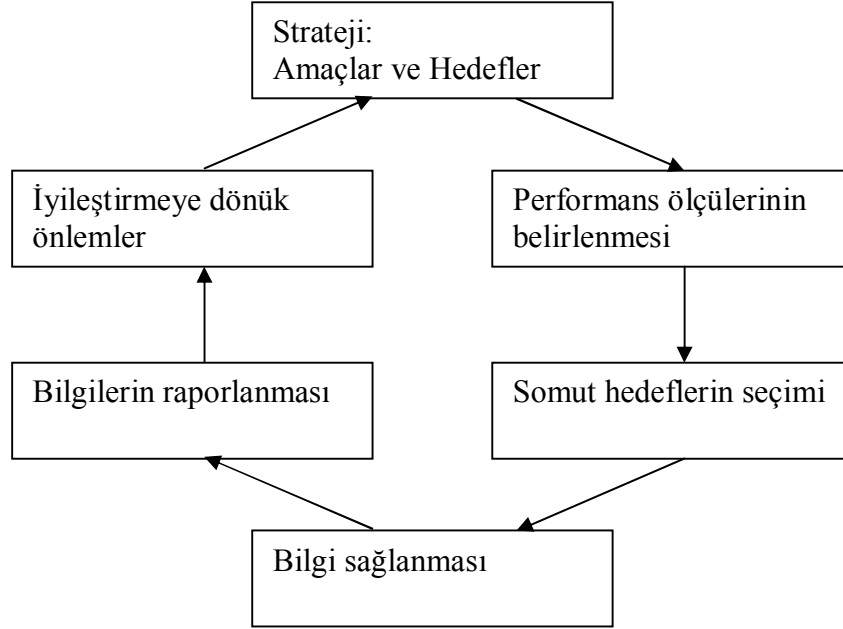 Strateji:
Amaçlar ve Hedefler
İyileştirmeye dönük
önlemler
Performans ölçülerinin
belirlenmesi
Bilgilerin raporlanması
Somut hedeflerin seçimi
Bilgi sağlanması